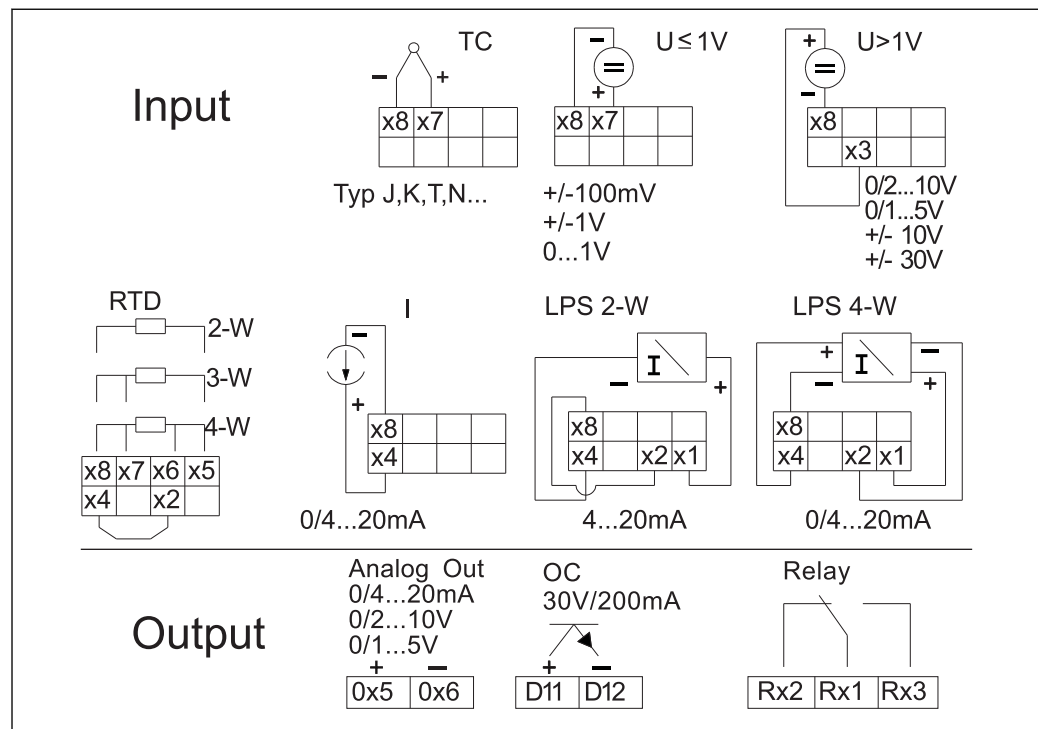 Input
TC
− +
x8 x7
Typ J,K,T,N...
U≤ 1V
−
+
x8 x7
+/-100mV
+/-1V
0...1V
U>1V
+
−
x8
x3
0/2...10V
0/1...5V
+/- 10V
+/- 30V
RTD
2-W
3-W
4-W
x8 x7 x6 x5
x4 x2
I
−
+
x8
x4
0/4...20mA
LPS 2-W
I
− +
x8
x4 x2 x1
4...20mA
LPS 4-W
+ −
I
− +
x8
x4 x2 x1
0/4...20mA
Output
Analog Out
0/4...20mA
0/2...10V
0/1...5V
+ −
0x5 0x6
OC
30V/200mA
+ −
D11 D12
Relay
Rx2 Rx1 Rx3